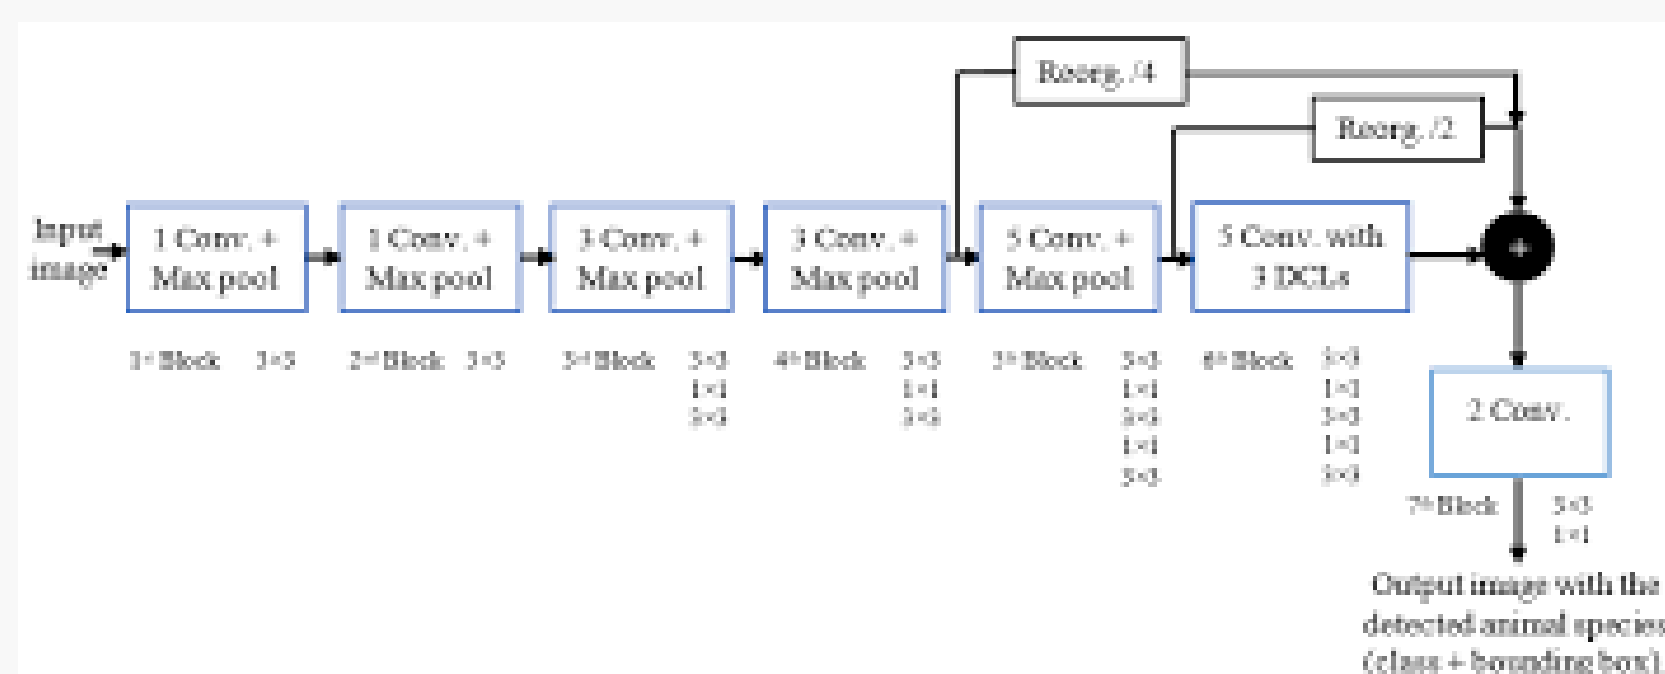 Reorg. /4
Reorg. /2
Input
image
1 Conv. +
Max pool
1 Conv. +
Max pool
3 Conv. +
Max pool
3 Conv. +
Max pool
5 Conv. +
Max pool
5 Conv. with
3 DCLs
+
1st Block 3×3
2nd Block 3×3
3rd Block 3×3
1×1
3×3
4th Block 3×3
1×1
3×3
5th Block 3×3
1×1
3×3
1×1
3×3
6th Block 3×3
1×1
3×3
1×1
3×3
2 Conv.
7th Block 3×3
1×1
Output image with the
detected animal species
(class + bounding box)